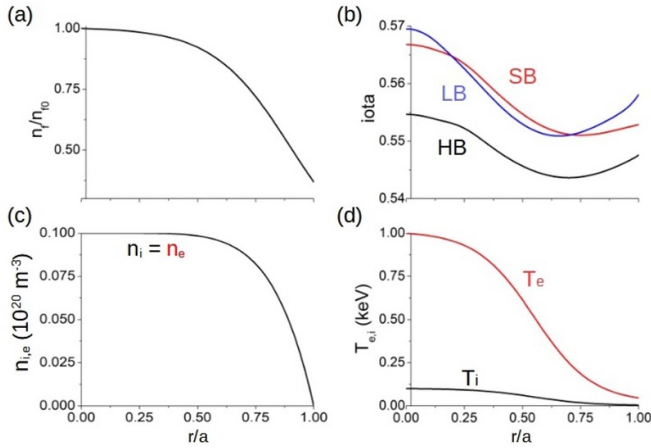 (a)
1.00
0.75
0.50
n_f/n_f0
(b)
0.57
0.56
0.55
0.54
iota
SB
LB
HB
(c)
0.100
0.075
0.050
0.025
0.000
n_i,e (10^20 m^-3)
n_i = n_e
0.00 0.25 0.50 0.75 1.00
r/a
(d)
1.00
0.75
0.50
0.25
0.00
T_e,i (keV)
T_e
T_i
0.00 0.25 0.50 0.75 1.00
r/a